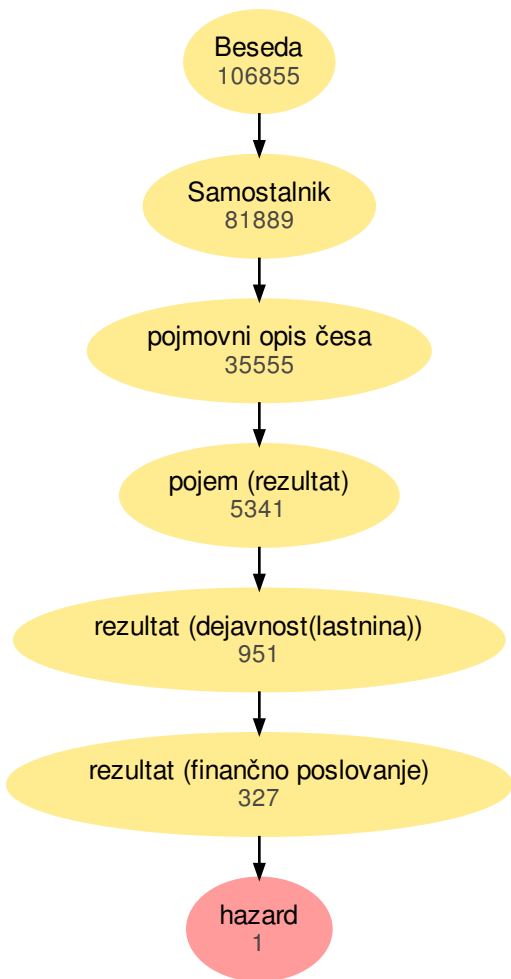 Beseda
106855
Samostalnik
81889
pojmovni opis česa
35555
pojem (rezultat)
5341
rezultat (dejavnost(lastnina))
951
rezultat (finančno poslovanje)
327
hazard
1